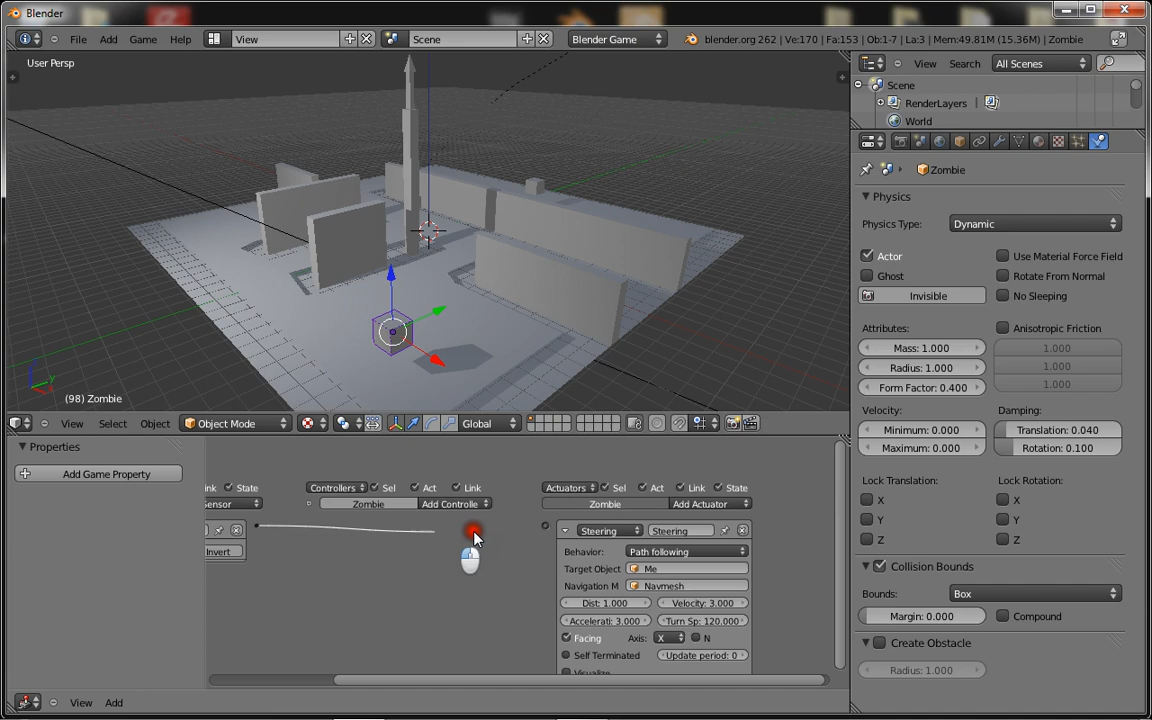 Blender
File Add Game Help View Scene Blender Game blender.org 262 | Ve:170 | Fa:153 | Ob:1-7 | La:3 | Mem:49.81M (15.36M) | Zombie
User Persp
View Search All Scenes
Scene
RenderLayers |
World
Zombie
Physics
Physics Type: Dynamic
Actor Use Material Force Field
Ghost Rotate From Normal
Invisible No Sleeping
Attributes: Anisotropic Friction
Mass: 1.000 1.000
Radius: 1.000 1.000
Form Factor: 0.400 1.000
Velocity: Damping:
Minimum: 0.000 Translation: 0.040
Maximum: 0.000 Rotation: 0.100
Lock Translation: Lock Rotation:
X X
Y Y
Z Z
Collision Bounds
Bounds: Box
Margin: 0.000 Compound
Create Obstacle
Radius: 1.000
y
(98) Zombie
View Select Object Object Mode Global
Properties
Add Game Property
ink State Controllers Sel Act Link Actuators Sel Act Link State
ensor Zombie Add Controlle Zombie Add Actuator
Steering Steering
Invert Behavior: Path following
Target Object Me
Navigation M Navmesh
Dist: 1.000 Velocity: 3.000
Accelerati: 3.000 Turn Sp: 120.000
Facing Axis: X N
Self Terminated Update period: 0
Visualize
View Add